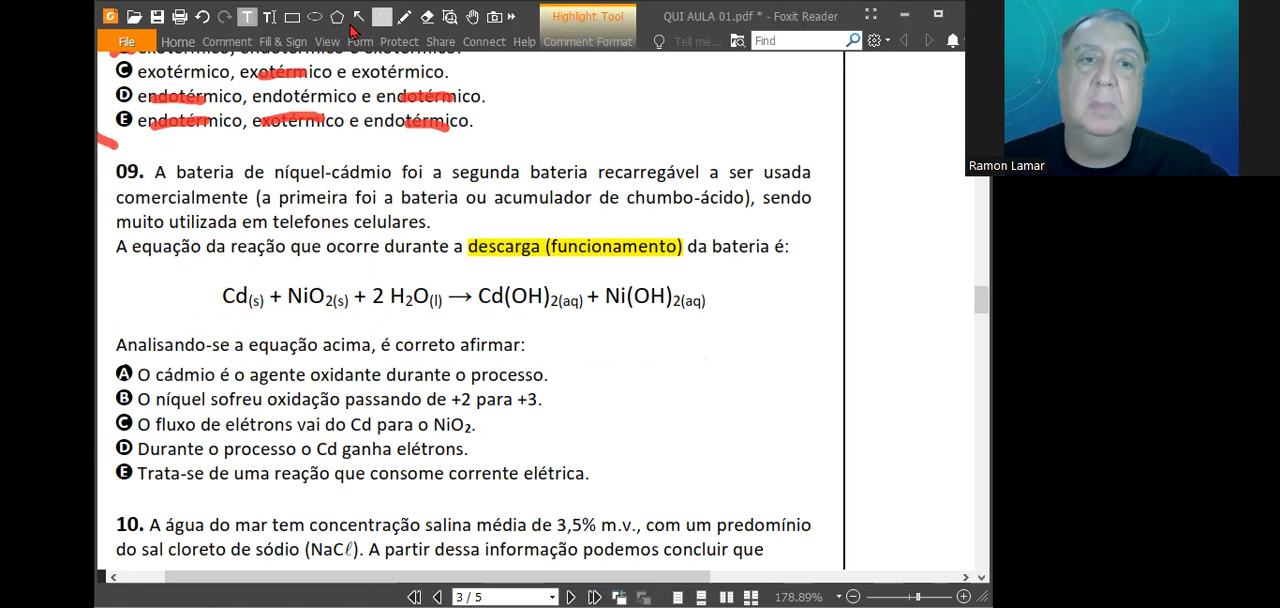 Highlight Tool
QUI AULA 01.pdf * - Foxit Reader
File Home Comment Fill & Sign View Form Protect Share Connect Help Comment Format Tell me... Find
C exotérmico, exotérmico e exotérmico.
D endotérmico, endotérmico e endotérmico.
E endotérmico, exotérmico e endotérmico.
Ramon Lamar
09. A bateria de níquel-cádmio foi a segunda bateria recarregável a ser usada
comercialmente (a primeira foi a bateria ou acumulador de chumbo-ácido), sendo
muito utilizada em telefones celulares.
A equação da reação que ocorre durante a descarga (funcionamento) da bateria é:
Cd(s) + NiO2(s) + 2 H2O(l) → Cd(OH)2(aq) + Ni(OH)2(aq)
Analisando-se a equação acima, é correto afirmar:
A O cádmio é o agente oxidante durante o processo.
B O níquel sofreu oxidação passando de +2 para +3.
C O fluxo de elétrons vai do Cd para o NiO₂.
D Durante o processo o Cd ganha elétrons.
E Trata-se de uma reação que consome corrente elétrica.
10. A água do mar tem concentração salina média de 3,5% m.v., com um predomínio
do sal cloreto de sódio (NaCℓ). A partir dessa informação podemos concluir que
3 / 5
178.89%